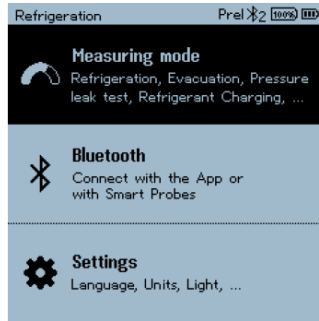 Refrigeration Prel 2 100%
Measuring mode
Refrigeration, Evacuation, Pressure
leak test, Refrigerant Charging, ...
Bluetooth
Connect with the App or
with Smart Probes
Settings
Language, Units, Light, ...